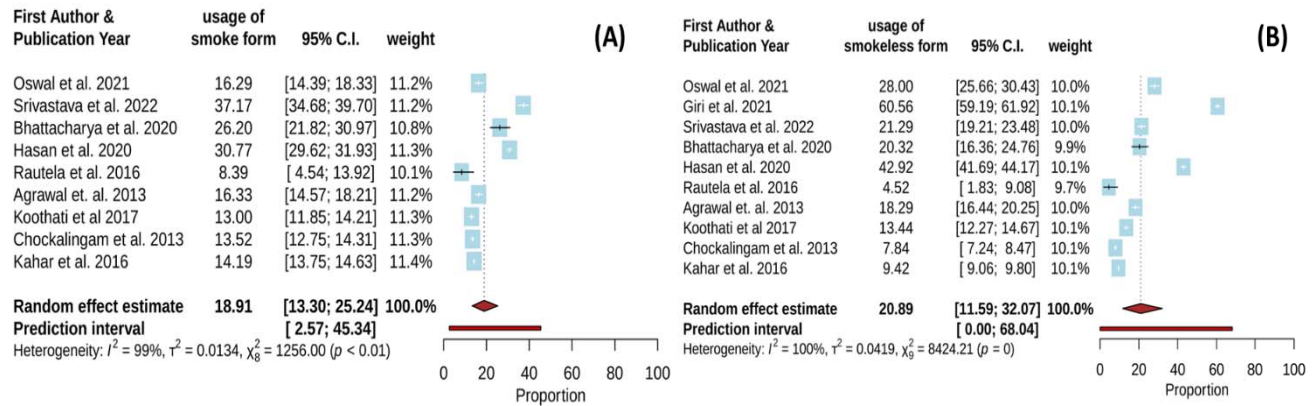 First Author & usage of
Publication Year smoke form 95% C.I. weight (A)
Oswal et al. 2021 16.29 [14.39; 18.33] 11.2%
Srivastava et al. 2022 37.17 [34.68; 39.70] 11.2%
Bhattacharya et al. 2020 26.20 [21.82; 30.97] 10.8%
Hasan et al. 2020 30.77 [29.62; 31.93] 11.3%
Rautela et al. 2016 8.39 [ 4.54; 13.92] 10.1%
Agrawal et. al. 2013 16.33 [14.57; 18.21] 11.2%
Koothati et al 2017 13.00 [11.85; 14.21] 11.3%
Chockalingam et al. 2013 13.52 [12.75; 14.31] 11.3%
Kahar et al. 2016 14.19 [13.75; 14.63] 11.4%
Random effect estimate 18.91 [13.30; 25.24] 100.0%
Prediction interval [ 2.57; 45.34]
Heterogeneity: I² = 99%, τ² = 0.0134, χ²₈ = 1256.00 (p < 0.01)
0 20 40 60 80 100
Proportion
First Author & usage of
Publication Year smokeless form 95% C.I. weight (B)
Oswal et al. 2021 28.00 [25.66; 30.43] 10.0%
Giri et al. 2021 60.56 [59.19; 61.92] 10.1%
Srivastava et al. 2022 21.29 [19.21; 23.48] 10.0%
Bhattacharya et al. 2020 20.32 [16.36; 24.76] 9.9%
Hasan et al. 2020 42.92 [41.69; 44.17] 10.1%
Rautela et al. 2016 4.52 [ 1.83; 9.08] 9.7%
Agrawal et. al. 2013 18.29 [16.44; 20.25] 10.0%
Koothati et al 2017 13.44 [12.27; 14.67] 10.1%
Chockalingam et al. 2013 7.84 [ 7.24; 8.47] 10.1%
Kahar et al. 2016 9.42 [ 9.06; 9.80] 10.1%
Random effect estimate 20.89 [11.59; 32.07] 100.0%
Prediction interval [ 0.00; 68.04]
Heterogeneity: I² = 100%, τ² = 0.0419, χ²₉ = 8424.21 (p = 0)
0 20 40 60 80 100
Proportion